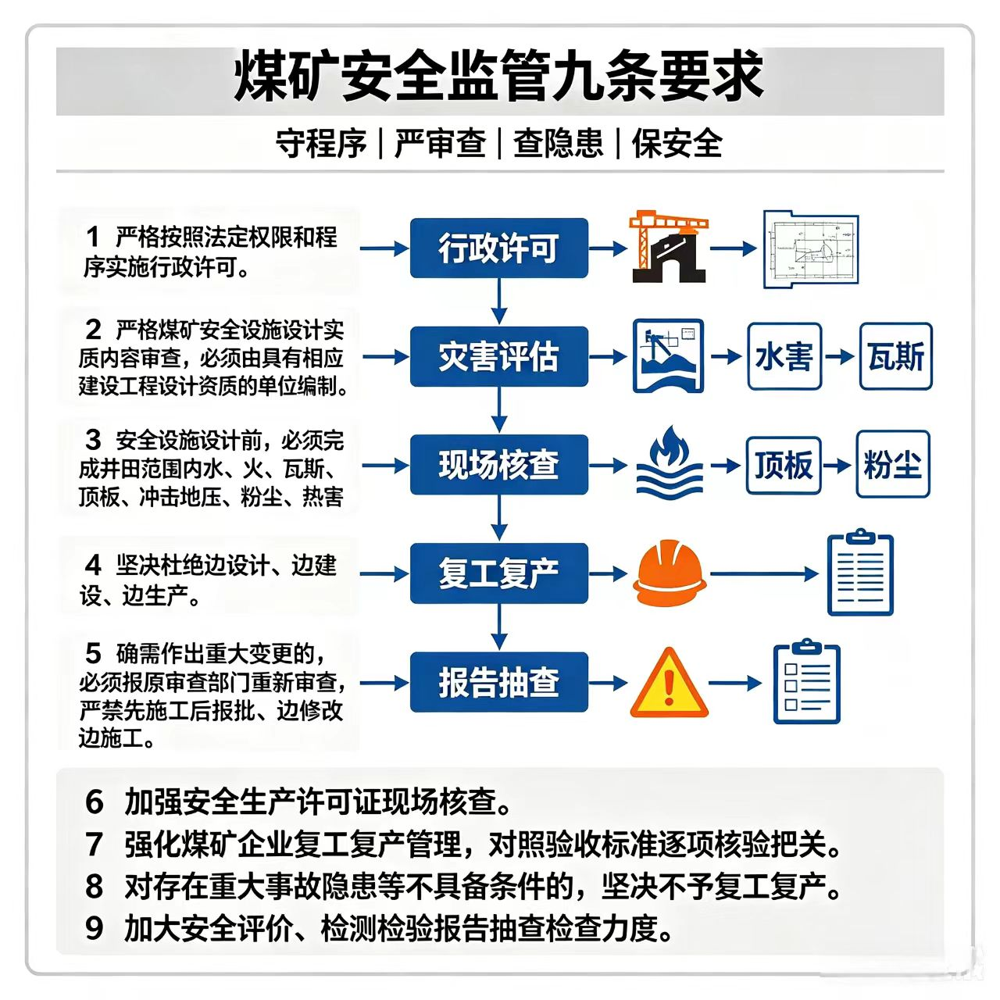 煤矿安全监管九条要求
守程序|严审查|查隐患|保安全
1 严格按照法定权限和程
序实施行政许可。
行政许可
2 严格煤矿安全设施设计实
质内容审查，必须由具有相应
建设工程设计资质的单位编制。
灾害评估
水害
瓦斯
3 安全设施设计前，必须完
成井田范围内水、火、瓦斯、
顶板、冲击地压、粉尘、热害
现场核查
顶板
粉尘
4 坚决杜绝边设计、边建
设、边生产。
复工复产
5 确需作出重大变更的，
必须报原审查部门重新审查，
严禁先施工后报批、边修改
边施工。
报告抽查
6 加强安全生产许可证现场核查。
7 强化煤矿企业复工复产管理，对照验收标准逐项核验把关。
8 对存在重大事故隐患等不具备条件的，坚决不予复工复产。
9 加大安全评价、检测检验报告抽查检查力度。